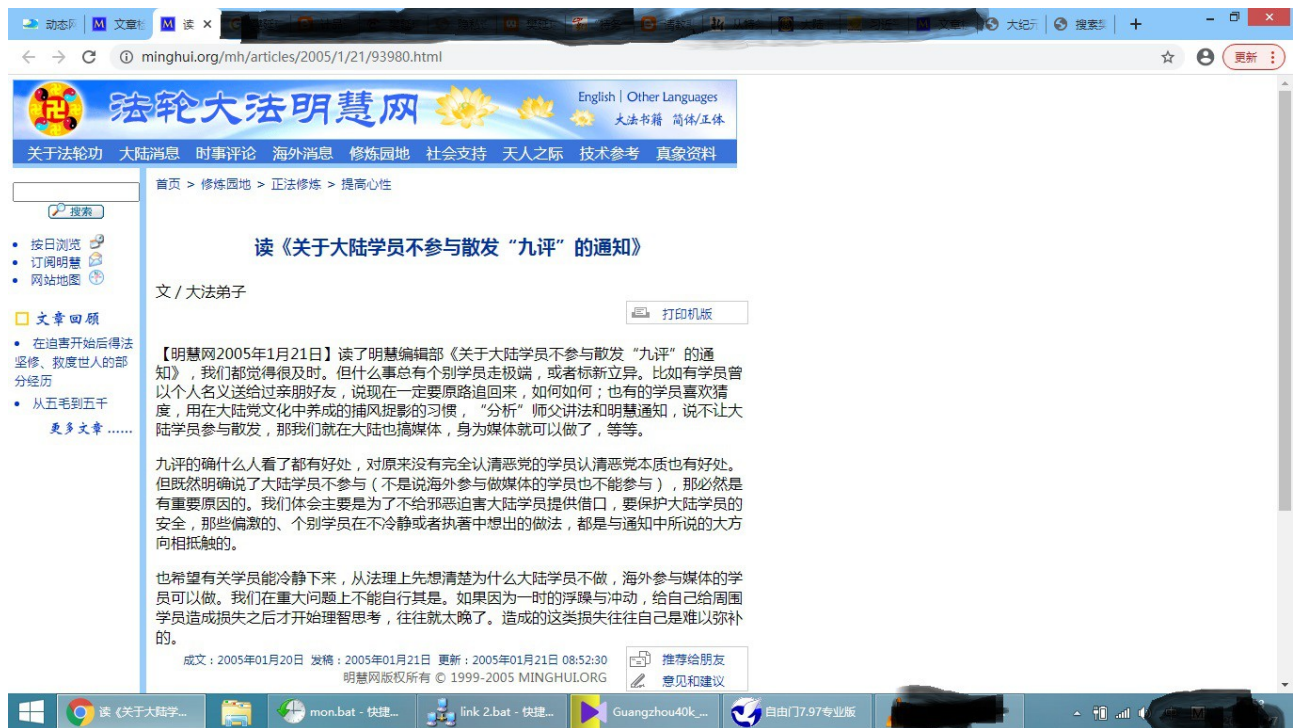 动态网
文章
读
大纪元
搜索
minghui.org/mh/articles/2005/1/21/93980.html
更新
法轮大法明慧网
English | Other Languages
大法书籍 简体/正体
关于法轮功 大陆消息 时事评论 海外消息 修炼园地 社会支持 天人之际 技术参考 真象资料
首页 > 修炼园地 > 正法修炼 > 提高心性
搜索
按日浏览
订阅明慧
网站地图
文章回顾
在迫害开始后得法
坚修、救度世人的部
分经历
从五毛到五千
更多文章 ……
读《关于大陆学员不参与散发“九评”的通知》
文 / 大法弟子
打印机版
【明慧网2005年1月21日】读了明慧编辑部《关于大陆学员不参与散发“九评”的通
知》，我们都觉得很及时。但什么事总有个别学员走极端，或者标新立异。比如有学员曾
以个人名义送给过亲朋好友，说现在一定要原路追回来，如何如何；也有的学员喜欢猜
度，用在大陆党文化中养成的捕风捉影的习惯，“分析”师父讲法和明慧通知，说不让大
陆学员参与散发，那我们就在大陆也搞媒体，身为媒体就可以做了，等等。
九评的确什么人看了都有好处，对原来没有完全认清恶党的学员认清恶党本质也有好处。
但既然明确说了大陆学员不参与（不是说海外参与做媒体的学员也不能参与），那必然是
有重要原因的。我们体会主要是为了不给邪恶迫害大陆学员提供借口，要保护大陆学员的
安全，那些偏激的、个别学员在不冷静或者执著中想出的做法，都是与通知中所说的大方
向相抵触的。
也希望有关学员能冷静下来，从法理上先想清楚为什么大陆学员不做，海外参与媒体的学
员可以做。我们在重大问题上不能自行其是。如果因为一时的浮躁与冲动，给自己给周围
学员造成损失之后才开始理智思考，往往就太晚了。造成的这类损失往往自己是难以弥补
的。
成文：2005年01月20日 发稿：2005年01月21日 更新：2005年01月21日 08:52:30
明慧网版权所有 © 1999-2005 MINGHUI.ORG
推荐给朋友
意见和建议
读《关于大陆学...
mon.bat - 快捷...
link 2.bat - 快捷...
Guangzhou40k_...
自由门7.97专业版